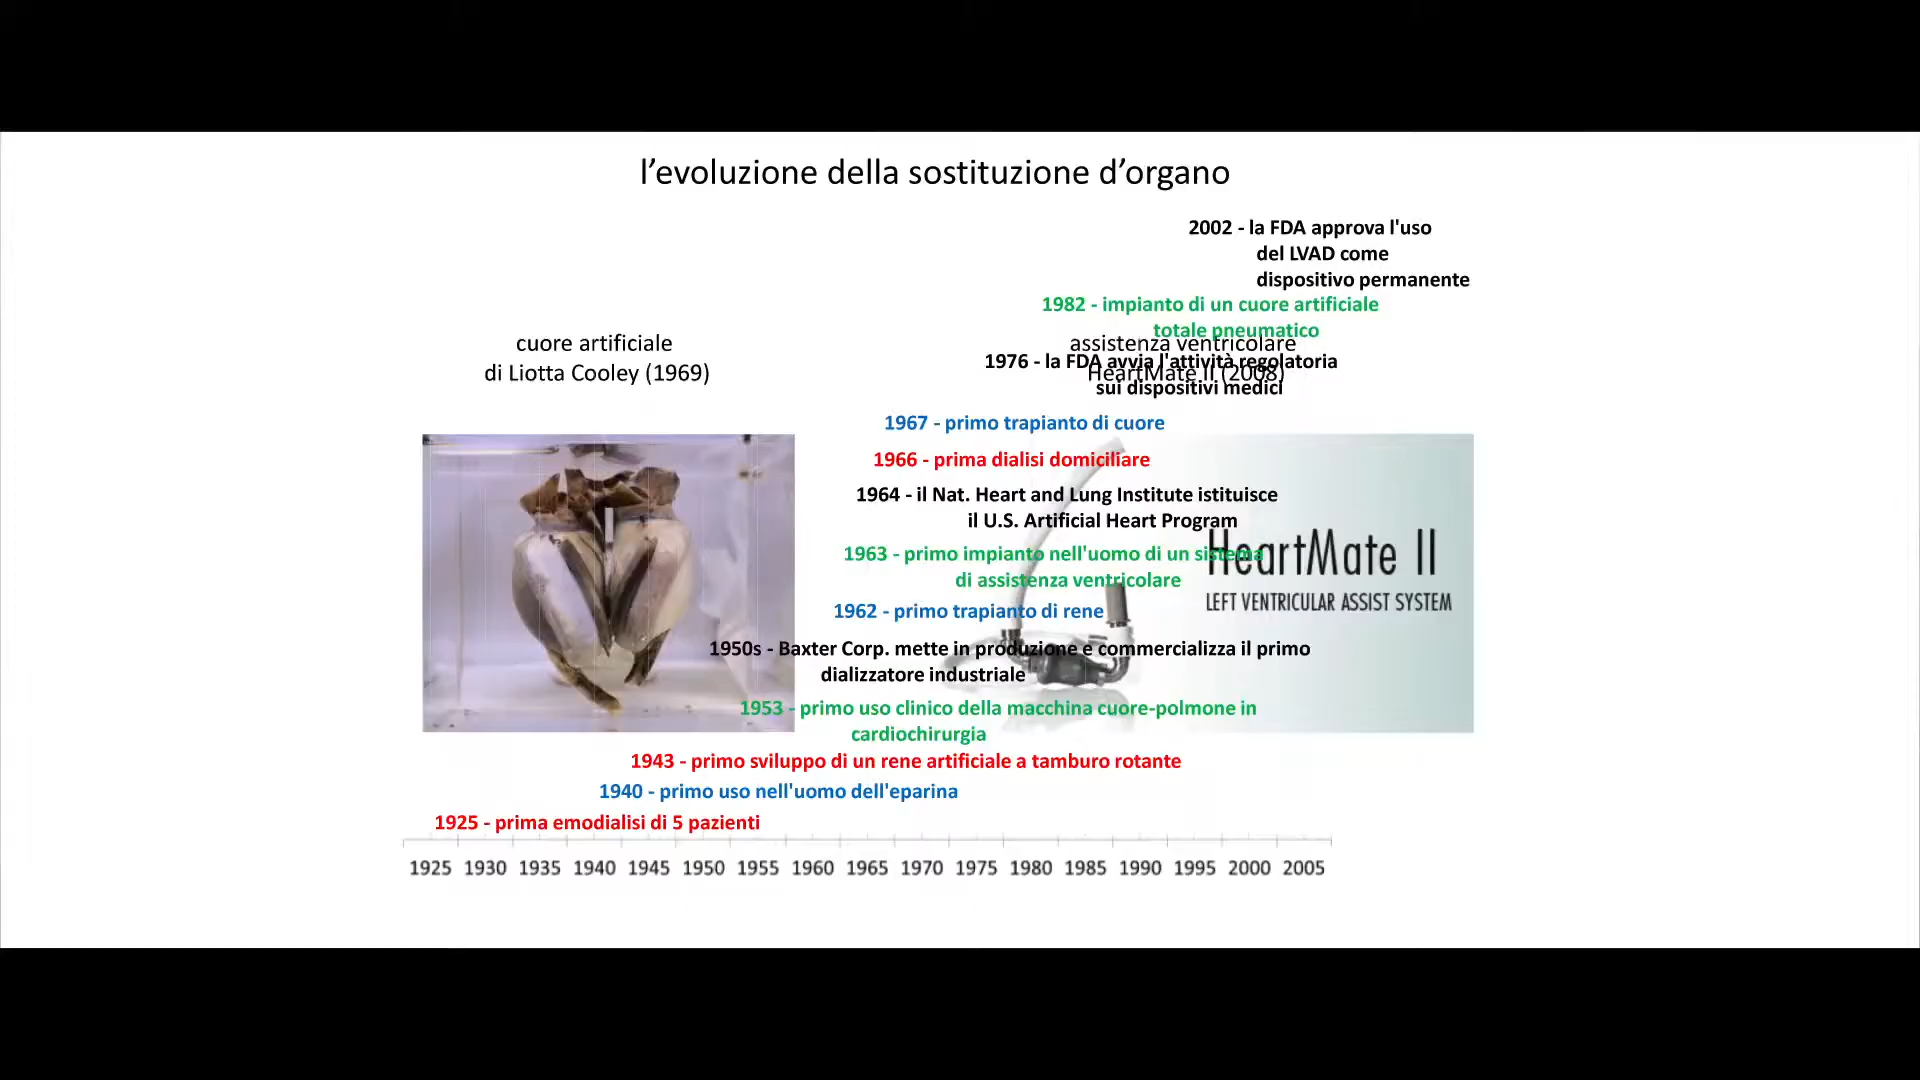 l’evoluzione della sostituzione d’organo
2002 - la FDA approva l'uso
del LVAD come
dispositivo permanente
1982 - impianto di un cuore artificiale
totale pneumatico
cuore artificiale
di Liotta Cooley (1969)
assistenza ventricolare
HeartMate II (2008)
1976 - la FDA avvia l'attività regolatoria
sui dispositivi medici
1967 - primo trapianto di cuore
1966 - prima dialisi domiciliare
1964 - il Nat. Heart and Lung Institute istituisce
il U.S. Artificial Heart Program
1963 - primo impianto nell'uomo di un sistema
di assistenza ventricolare
HeartMate II
LEFT VENTRICULAR ASSIST SYSTEM
1962 - primo trapianto di rene
1950s - Baxter Corp. mette in produzione e commercializza il primo
dializzatore industriale
1953 - primo uso clinico della macchina cuore-polmone in
cardiochirurgia
1943 - primo sviluppo di un rene artificiale a tamburo rotante
1940 - primo uso nell'uomo dell'eparina
1925 - prima emodialisi di 5 pazienti
1925 1930 1935 1940 1945 1950 1955 1960 1965 1970 1975 1980 1985 1990 1995 2000 2005